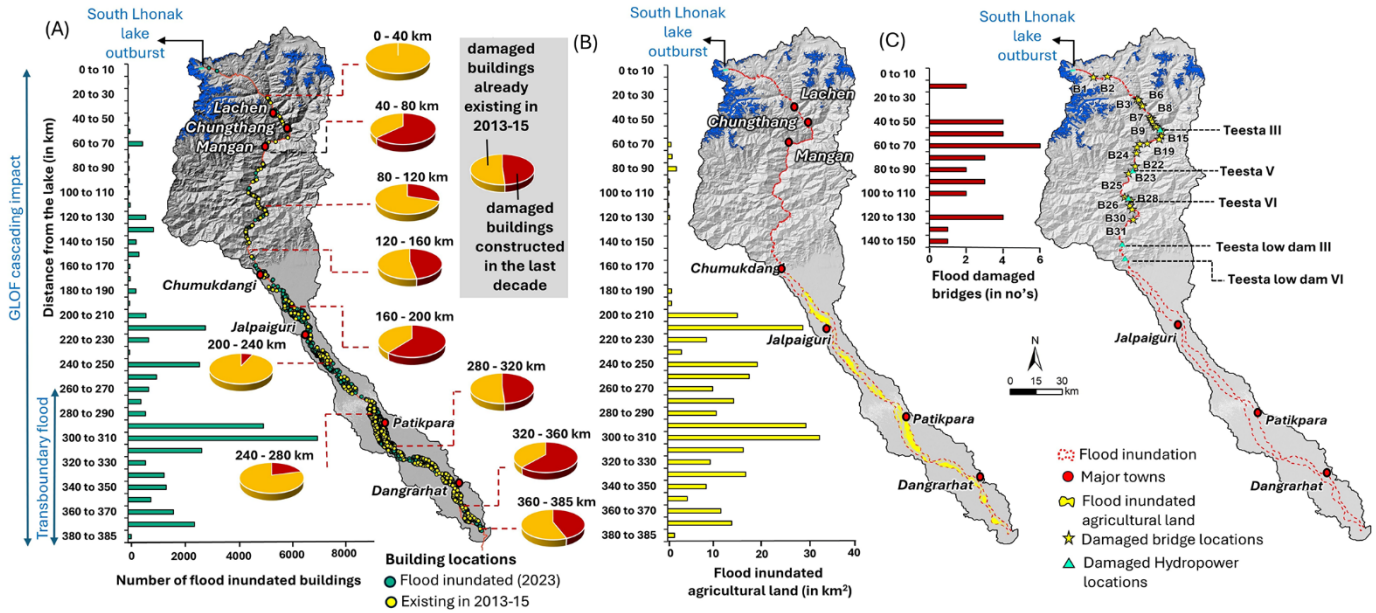 (A)
South Lhonak
lake
outburst
GLOF cascading impact
Transboundary flood
Distance from the lake (in km)
0 to 10
20 to 30
40 to 50
60 to 70
80 to 90
100 to 110
120 to 130
140 to 150
160 to 170
180 to 190
200 to 210
220 to 230
240 to 250
260 to 270
280 to 290
300 to 310
320 to 330
340 to 350
360 to 370
380 to 385
0
2000
4000
6000
8000
Number of flood inundated buildings
Lachen
Chungthang
Mangan
Chumukdangi
Jalpaiguri
Patikpara
Dangrarhat
0 - 40 km
40 - 80 km
80 - 120 km
120 - 160 km
160 - 200 km
200 - 240 km
280 - 320 km
240 - 280 km
320 - 360 km
360 - 385 km
damaged
buildings
already
existing in
2013-15
damaged
buildings
constructed
in the last
decade
Building locations
Flood inundated (2023)
Existing in 2013-15
(B)
South Lhonak
lake
outburst
0 to 10
20 to 30
40 to 50
60 to 70
80 to 90
100 to 110
120 to 130
140 to 150
160 to 170
180 to 190
200 to 210
220 to 230
240 to 250
260 to 270
280 to 290
300 to 310
320 to 330
340 to 350
360 to 370
380 to 385
0
10
20
30
40
Flood inundated
agricultural land (in km²)
Lachen
Chungthang
Mangan
Chumukdang
Jalpaiguri
Patikpara
Dangrarhat
(C)
South Lhonak
lake
outburst
0 to 10
20 to 30
40 to 50
60 to 70
80 to 90
100 to 110
120 to 130
140 to 150
0
2
4
6
Flood damaged
bridges (in no's)
B1
B2
B3
B6
B8
B7
B9
B15
B19
B24
B22
B23
B25
B28
B26
B30
B31
Teesta III
Teesta V
Teesta VI
Teesta low dam III
Teesta low dam VI
Jalpaiguri
Patikpara
Dangrarhat
N
0 15 30
km
Flood inundation
Major towns
Flood inundated
agricultural land
Damaged bridge locations
Damaged Hydropower
locations